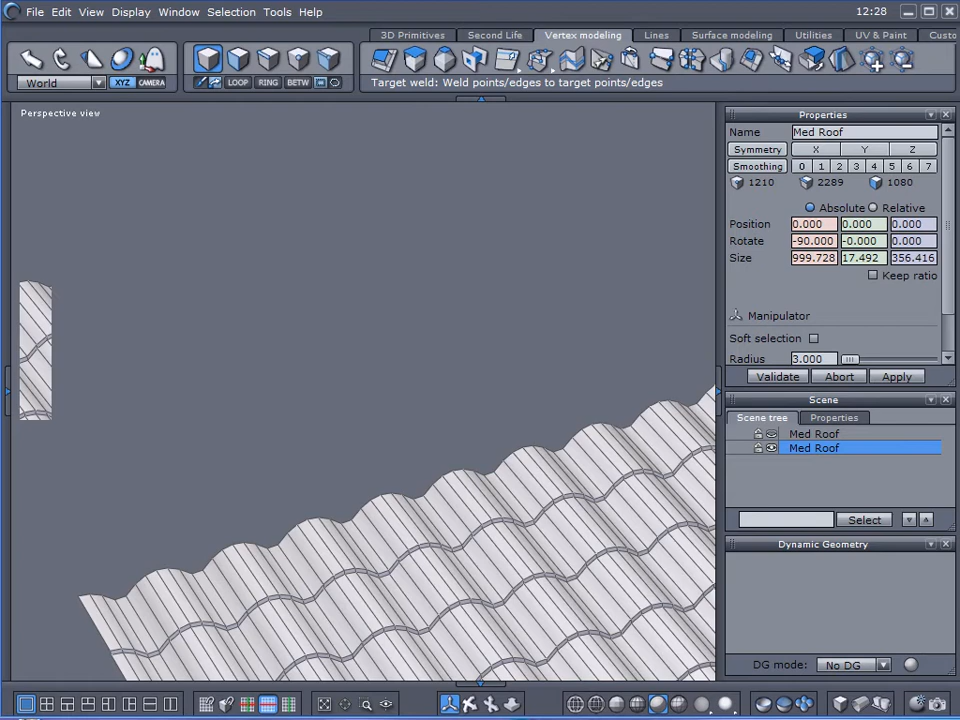 File Edit View Display Window Selection Tools Help 12:28
3D Primitives Second Life Vertex modeling Lines Surface modeling Utilities UV & Paint Custo
World XYZ CAMERA LOOP RING BETW
Target weld: Weld points/edges to target points/edges
Perspective view
Properties
Name Med Roof
Symmetry X Y Z
Smoothing 0 1 2 3 4 5 6 7
1210 2289 1080
Absolute Relative
Position 0.000 0.000 0.000
Rotate -90.000 -0.000 0.000
Size 999.728 17.492 356.416
Keep ratio
Manipulator
Soft selection
Radius 3.000
Validate Abort Apply
Scene
Scene tree Properties
Med Roof
Med Roof
Select
Dynamic Geometry
DG mode: No DG